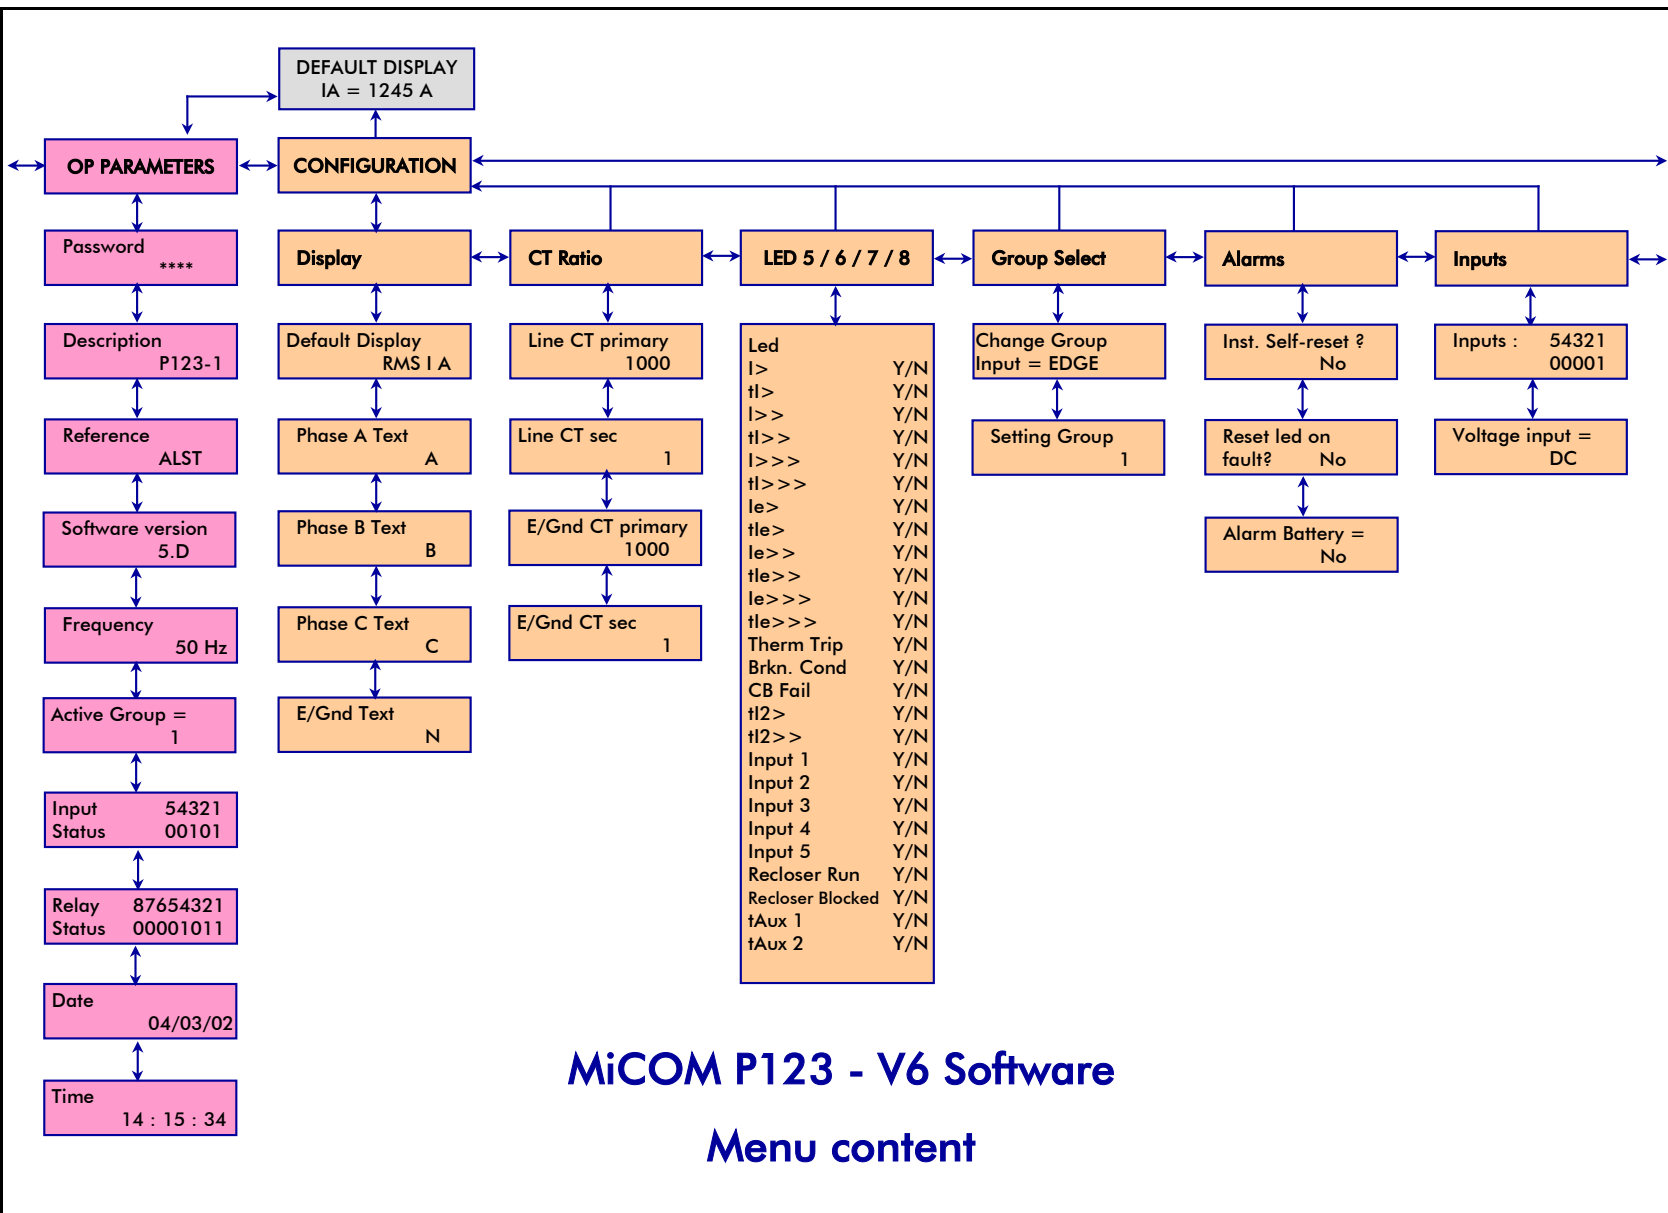 DEFAULT DISPLAY
IA = 1245 A
OP PARAMETERS
CONFIGURATION
Password
****
Description
P123-1
Reference
ALST
Software version
5.D
Frequency
50 Hz
Active Group =
1
Input 54321
Status 00101
Relay 87654321
Status 00001011
Date
04/03/02
Time
14 : 15 : 34
Display
Default Display
RMS I A
Phase A Text
A
Phase B Text
B
Phase C Text
C
E/Gnd Text
N
CT Ratio
Line CT primary
1000
Line CT sec
1
E/Gnd CT primary
1000
E/Gnd CT sec
1
LED 5 / 6 / 7 / 8
Led
I> Y/N
tI> Y/N
I>> Y/N
tI>> Y/N
I>>> Y/N
tI>>> Y/N
Ie> Y/N
tIe> Y/N
Ie>> Y/N
tIe>> Y/N
Ie>>> Y/N
tIe>>> Y/N
Therm Trip Y/N
Brkn. Cond Y/N
CB Fail Y/N
tI2> Y/N
tI2>> Y/N
Input 1 Y/N
Input 2 Y/N
Input 3 Y/N
Input 4 Y/N
Input 5 Y/N
Recloser Run Y/N
Recloser Blocked Y/N
tAux 1 Y/N
tAux 2 Y/N
Group Select
Change Group
Input = EDGE
Setting Group
1
Alarms
Inst. Self-reset ?
No
Reset led on
fault? No
Alarm Battery =
No
Inputs
Inputs : 54321
00001
Voltage input =
DC
MiCOM P123 - V6 Software
Menu content